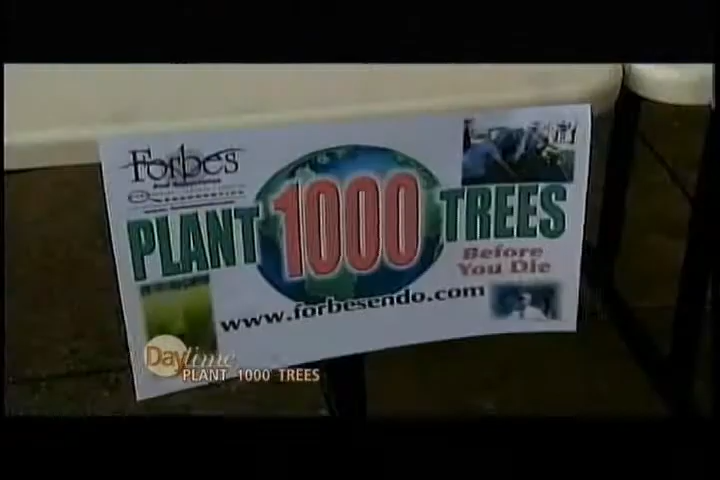 Forbes
PLANT 1000 TREES
Before
You Die
www.forbesendo.com
Daytime
PLANT 1000 TREES